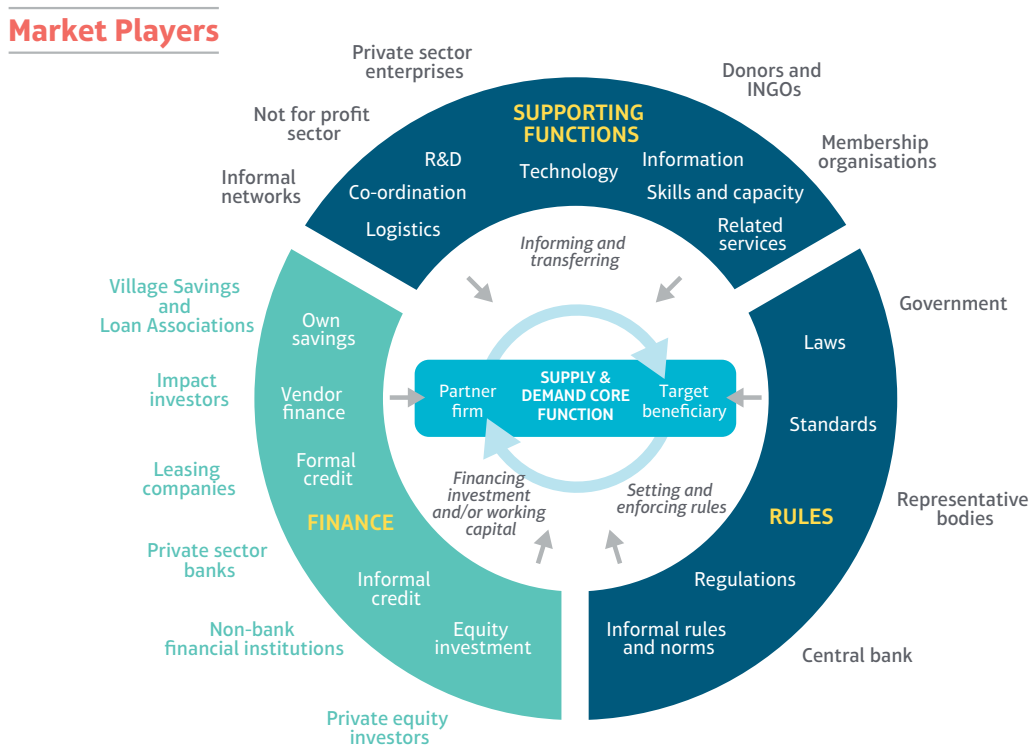 Market Players
Private sector
enterprises
Donors and
INGOs
Not for profit
sector
Membership
organisations
Informal
networks
SUPPORTING
FUNCTIONS
R&D
Technology
Information
Co-ordination
Skills and capacity
Logistics
Related
services
Informing and
transferring
Village Savings
and
Loan Associations
Impact
investors
Leasing
companies
Private sector
banks
Non-bank
financial institutions
Private equity
investors
Own
savings
Vendor
finance
Formal
credit
FINANCE
Informal
credit
Equity
investment
Partner
firm
SUPPLY &
DEMAND CORE
FUNCTION
Target
beneficiary
Financing
investment
and/or working
capital
Setting and
enforcing rules
Laws
Standards
RULES
Regulations
Informal rules
and norms
Government
Representative
bodies
Central bank